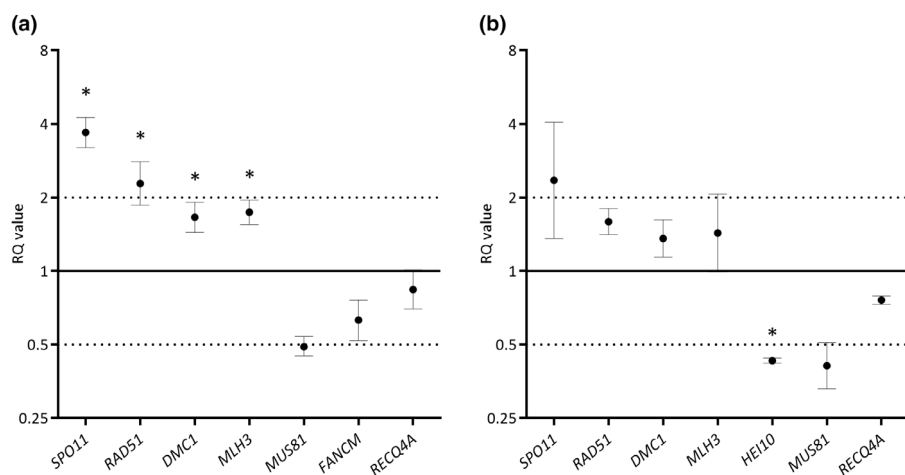 (a)
RQ value
8
4
2
1
0.5
0.25
*
*
*
*
SPO11
RAD51
DMC1
MLH3
MUS81
FANCM
RECQ4A
(b)
RQ value
8
4
2
1
0.5
0.25
*
SPO11
RAD51
DMC1
MLH3
HEI10
MUS81
RECQ4A